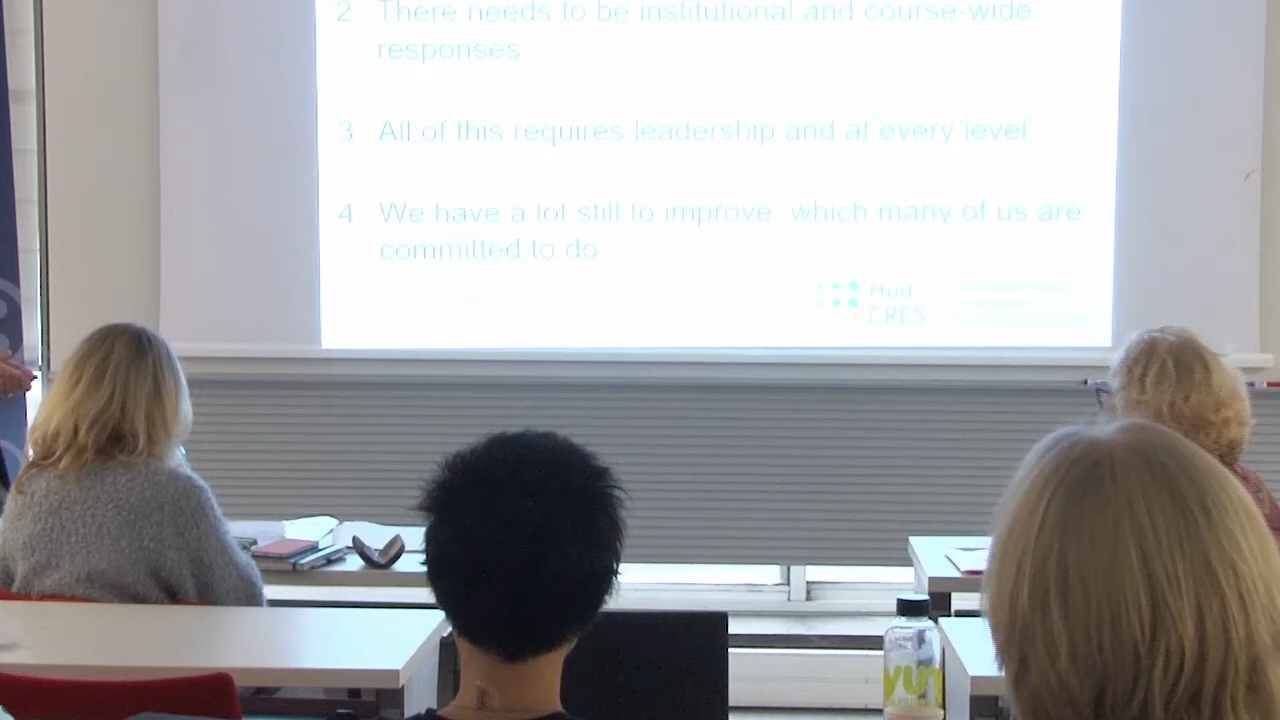 2 There needs to be institutional and course-wide
responses
3 All of this requires leadership and at every level
4 We have a lot still to improve, which many of us are
committed to do
Hud
CRES